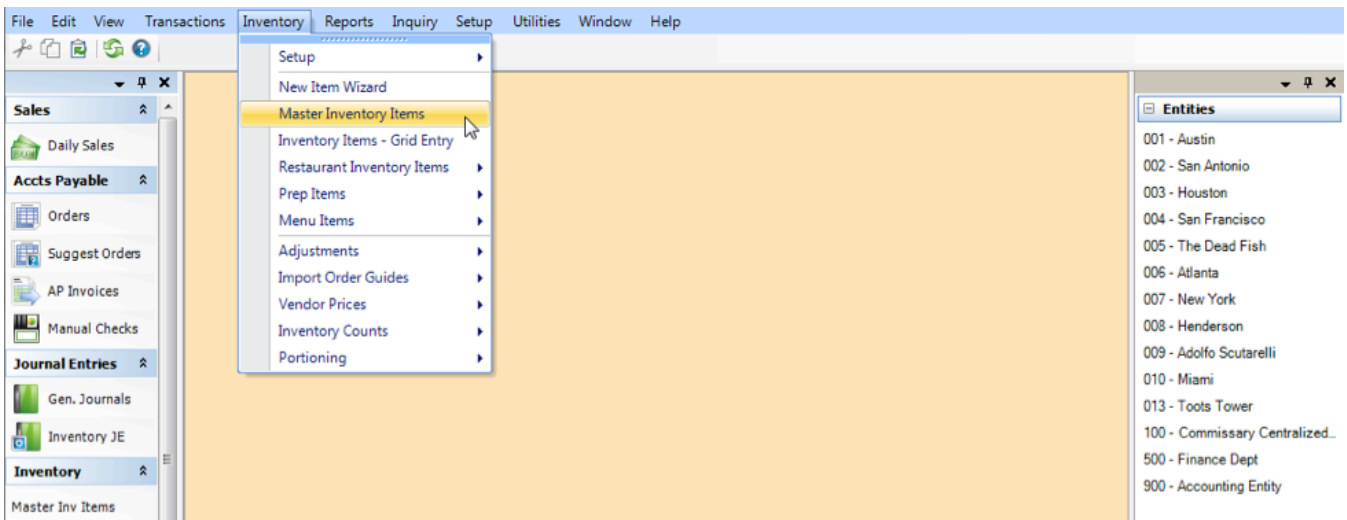 File Edit View Transactions Inventory Reports Inquiry Setup Utilities Window Help
Sales
Daily Sales
Accts Payable
Orders
Suggest Orders
AP Invoices
Manual Checks
Journal Entries
Gen. Journals
Inventory JE
Inventory
Master Inv Items
Setup
New Item Wizard
Master Inventory Items
Inventory Items - Grid Entry
Restaurant Inventory Items
Prep Items
Menu Items
Adjustments
Import Order Guides
Vendor Prices
Inventory Counts
Portioning
Entities
001 - Austin
002 - San Antonio
003 - Houston
004 - San Francisco
005 - The Dead Fish
006 - Atlanta
007 - New York
008 - Henderson
009 - Adolfo Scutarelli
010 - Miami
013 - Toots Tower
100 - Commissary Centralized...
500 - Finance Dept
900 - Accounting Entity